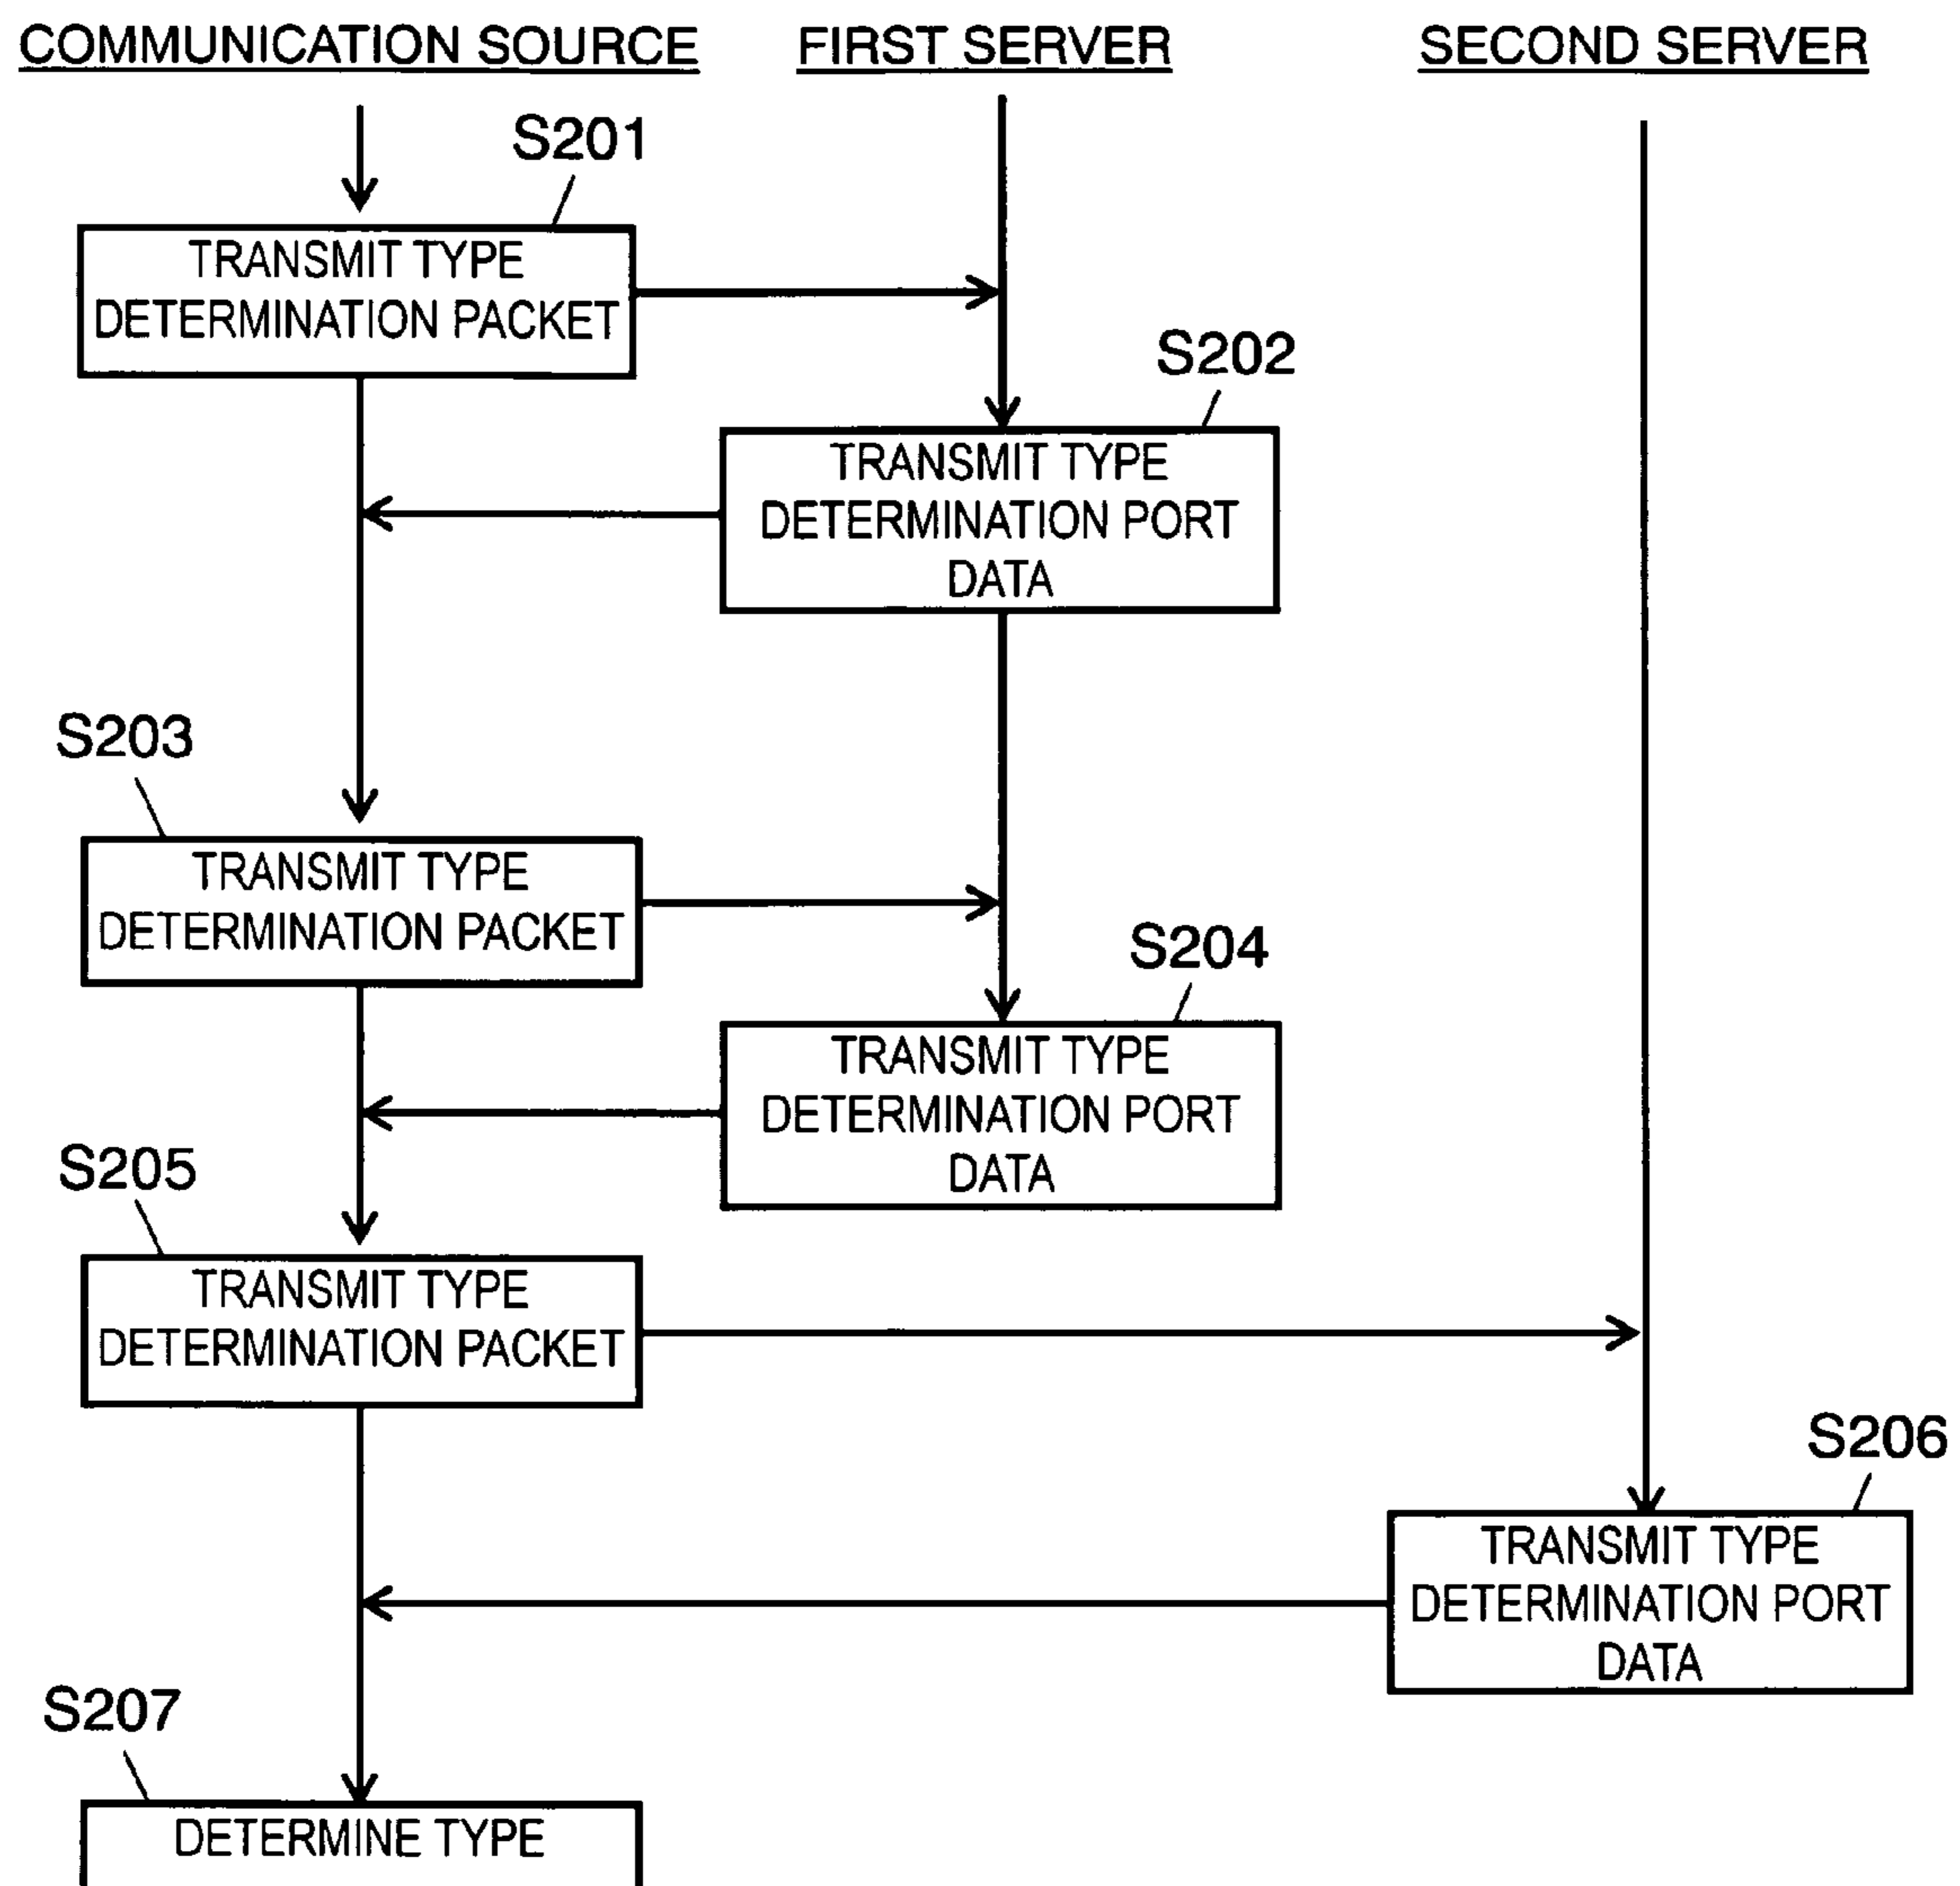 COMMUNICATION SOURCE
FIRST SERVER
SECOND SERVER
S201
TRANSMIT TYPE
DETERMINATION PACKET
S202
TRANSMIT TYPE
DETERMINATION PORT
DATA
S203
TRANSMIT TYPE
DETERMINATION PACKET
S204
TRANSMIT TYPE
DETERMINATION PORT
DATA
S205
TRANSMIT TYPE
DETERMINATION PACKET
S206
TRANSMIT TYPE
DETERMINATION PORT
DATA
S207
DETERMINE TYPE